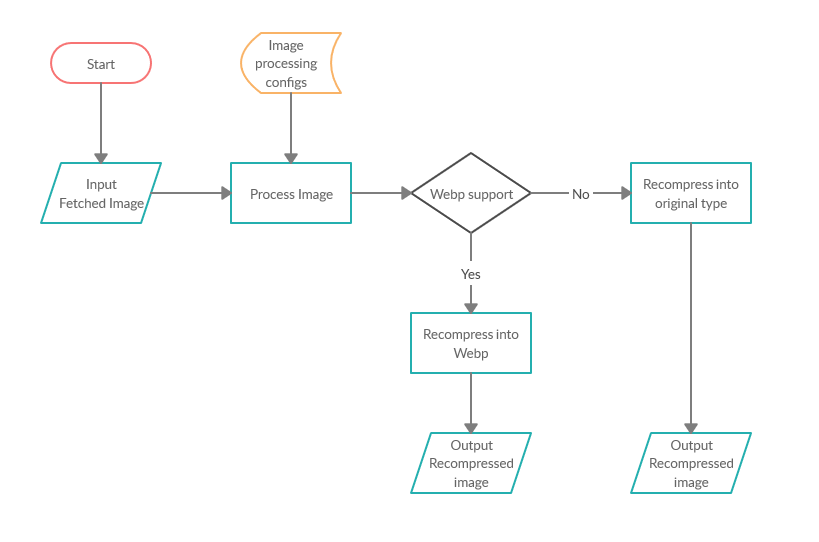 Start
Image
processing
configs
Input
Fetched Image
Process Image
Webp support
No
Recompress into
original type
Yes
Recompress into
Webp
Output
Recompressed
image
Output
Recompressed
image